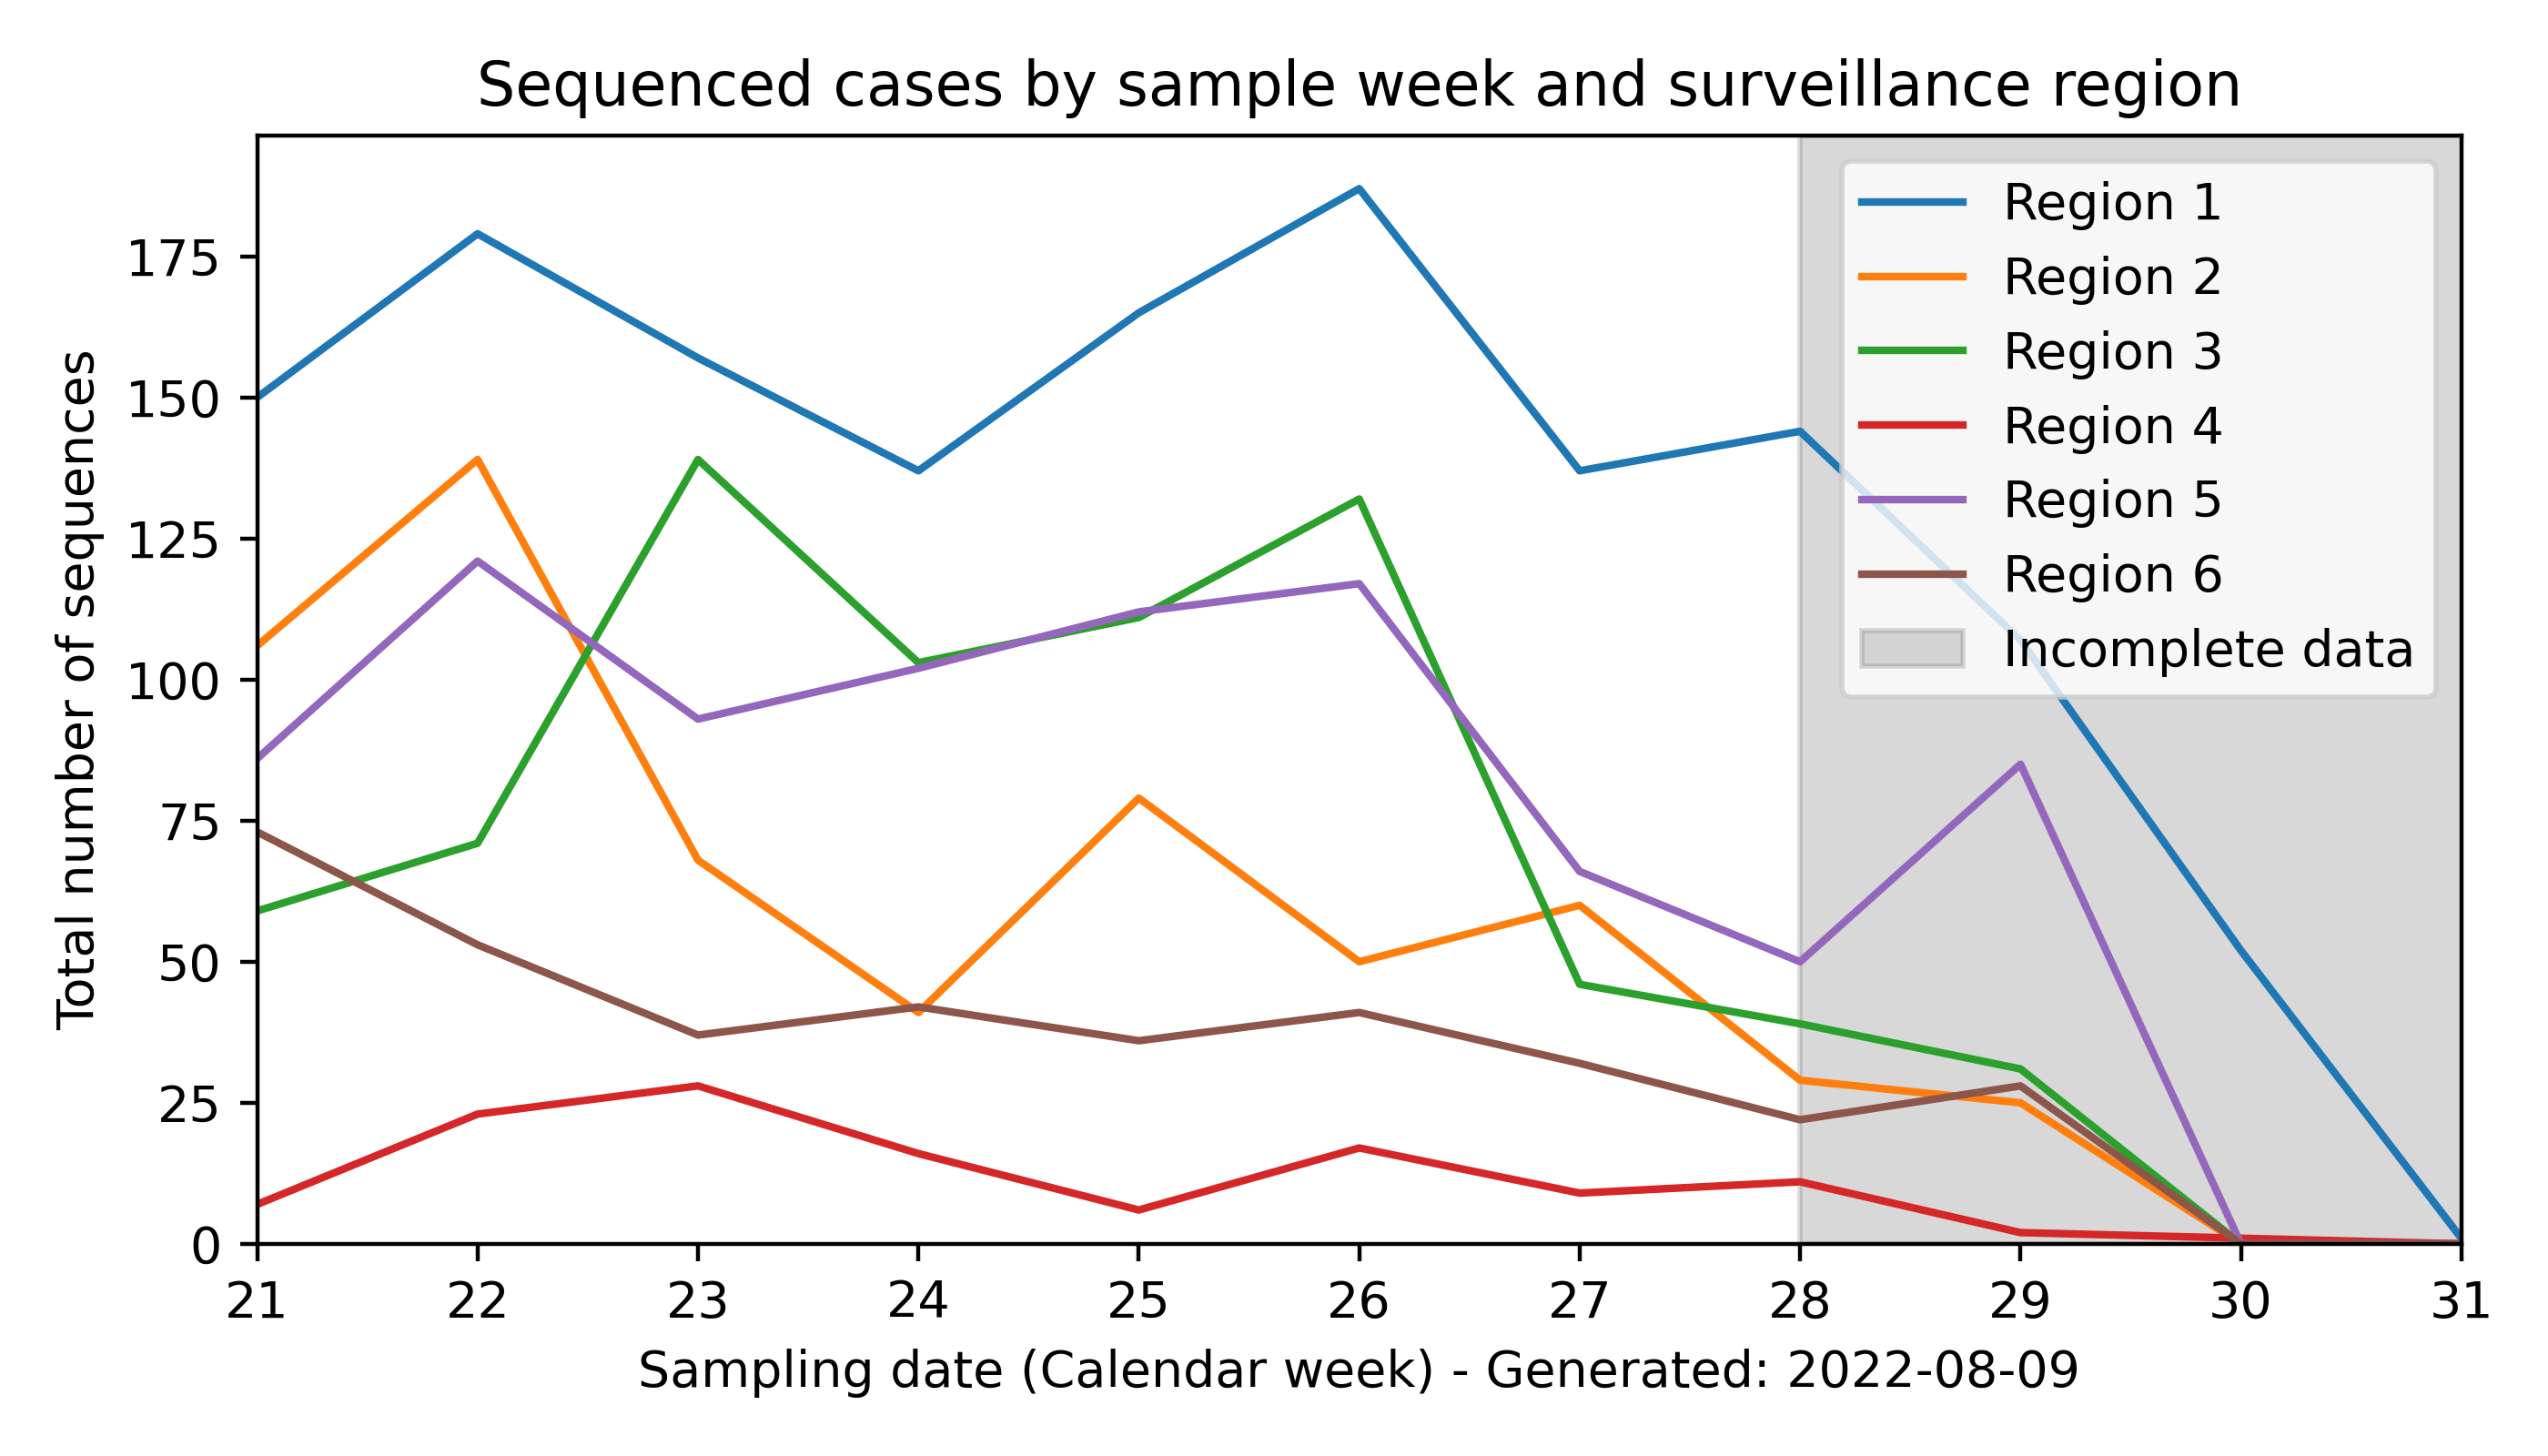 Sequenced cases by sample week and surveillance region
Total number of sequences
175
150
125
100
75
50
25
0
21 22 23 24 25 26 27 28 29 30 31
Sampling date (Calendar week) - Generated: 2022-08-09
Region 1
Region 2
Region 3
Region 4
Region 5
Region 6
Incomplete data